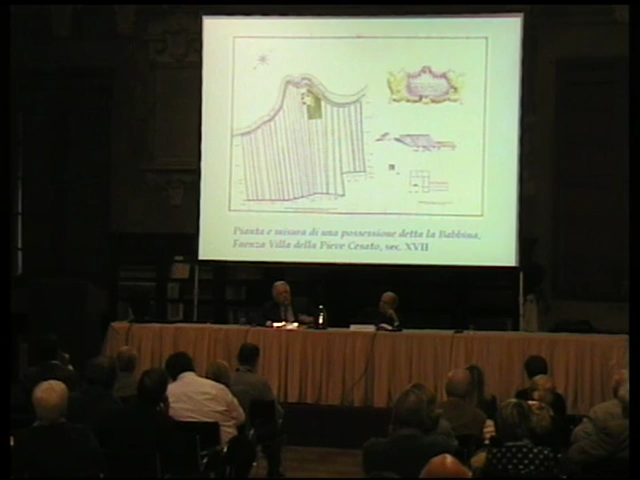 Pianta e misura di una possessione detta la Babbina,
Faenza Villa della Pieve Cesato, sec. XVII